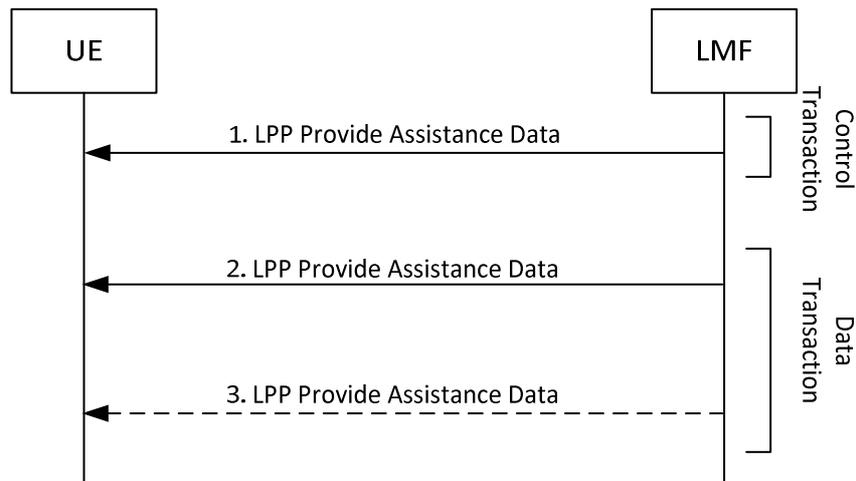 UE
LMF
1. LPP Provide Assistance Data
Control
Transaction
2. LPP Provide Assistance Data
Data
Transaction
3. LPP Provide Assistance Data